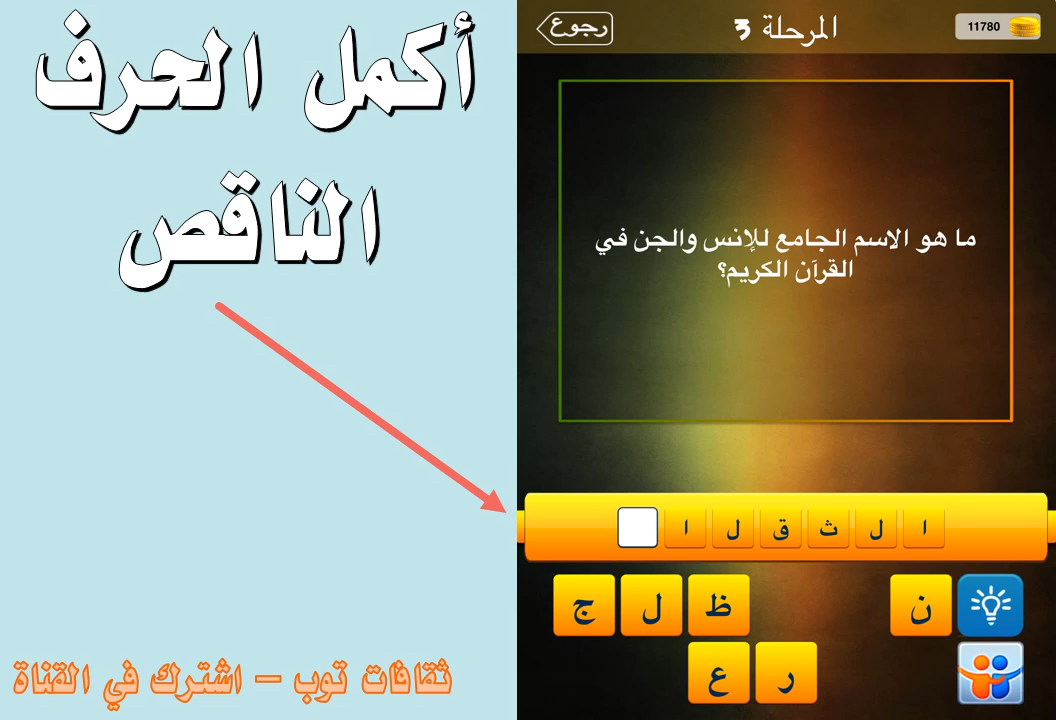 أكمل الحرف
الناقص
ثقافات توب – اشترك في القناة
رجوع
المرحلة 3
11780
ما هو الاسم الجامع للإنس والجن في
القرآن الكريم؟
ا ل ث ق ل ا
ن ظ ل ج
ر ع